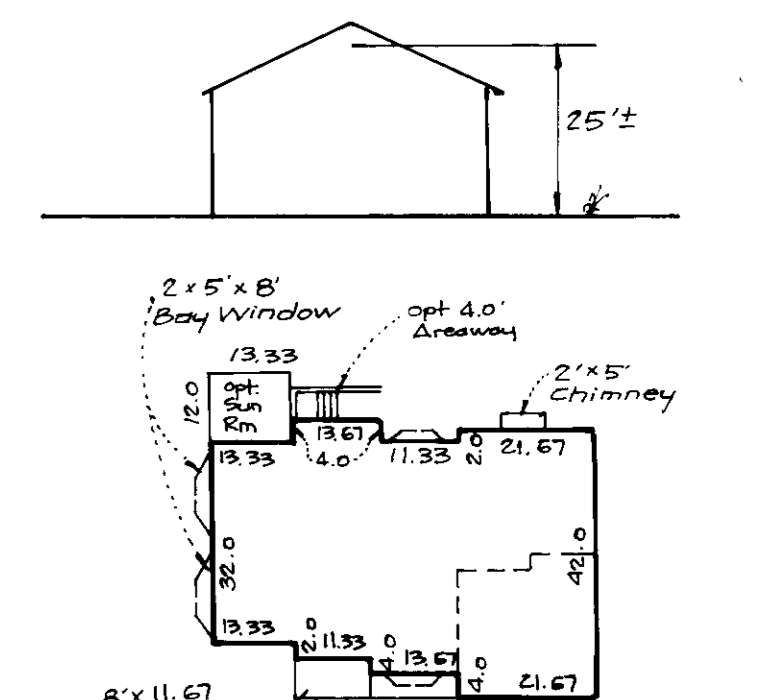 25'±
2 x 5' x 8'
Bay Window
opt 4.0'
Areaway
13.33
2' x 5'
Chimney
12.0
opt.
Sun
Rm
13.67
13.33
4.0
11.33
2.0
21.67
32.0
42.0
13.33
2.0
11.33
4.0
13.67
4.0
21.67
8' x 11.67